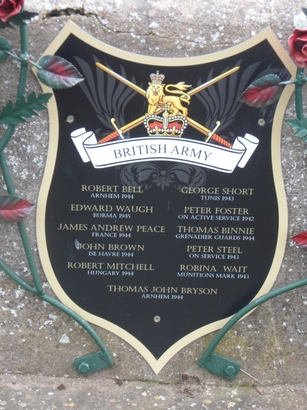 BRITISH ARMY
ROBERT BELL
ARNHEM 1944
GEORGE SHORT
TUNIS 1943
EDWARD WAUGH
BURMA 1945
PETER FOSTER
ON ACTIVE SERVICE 1942
JAMES ANDREW PEACE
FRANCE 1944
THOMAS BINNIE
GRENADIER GUARDS 1944
JOHN BROWN
ISE HAVRE 1944
PETER STEEL
ON SERVICE 1943
ROBERT MITCHELL
HUNGARY 1944
ROBINA WAIT
MUNITIONS MARK 1943
THOMAS JOHN BRYSON
ARNHEM 1944